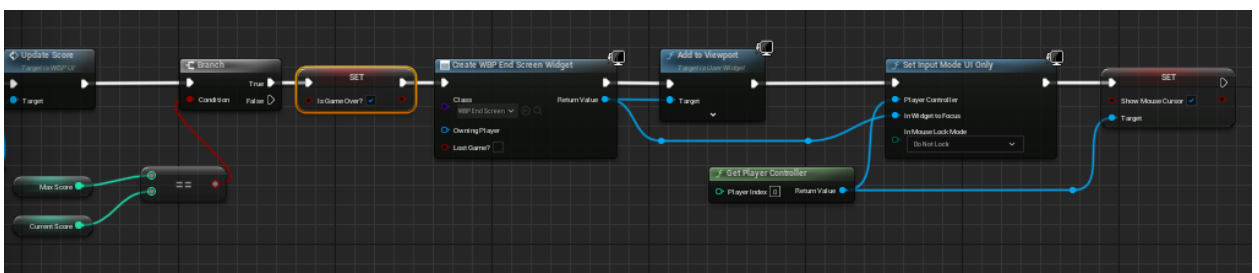 Update Score
Target is WBP UI
Target
Branch
True
Condition
False
SET
Is Game Over?
Create WBP End Screen Widget
Class
Return Value
WBP End Screen
Owning Player
Lost Game?
Add to Viewport
Target is User Widget
Target
Set Input Mode UI Only
Player Controller
In Widget to Focus
In Mouse Lock Mode
Do Not Lock
SET
Show Mouse Cursor
Target
Max Score
==
Current Score
Get Player Controller
Player Index 0
Return Value